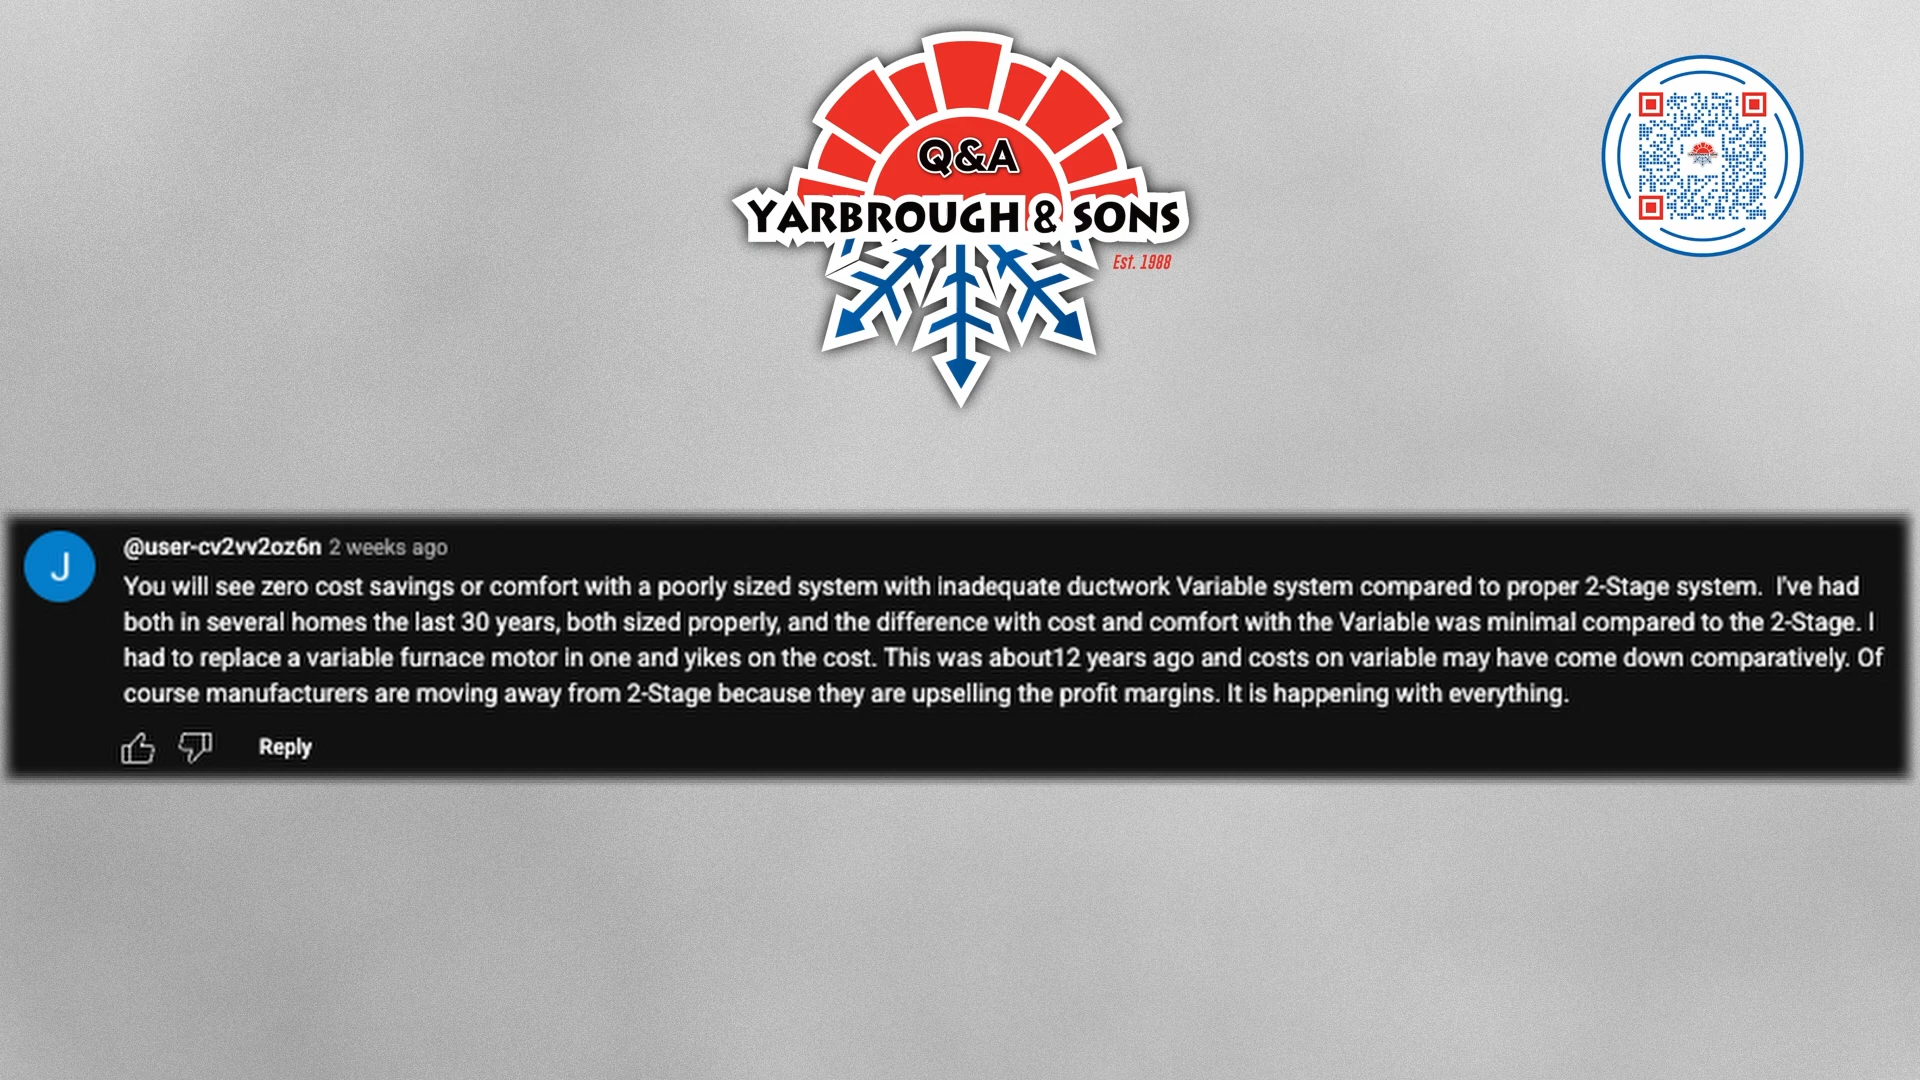 Q&A
YARBROUGH & SONS
Est. 1988
J
@user-cv2vv2oz6n 2 weeks ago
You will see zero cost savings or comfort with a poorly sized system with inadequate ductwork Variable system compared to proper 2-Stage system.  I've had
both in several homes the last 30 years, both sized properly, and the difference with cost and comfort with the Variable was minimal compared to the 2-Stage. I
had to replace a variable furnace motor in one and yikes on the cost. This was about12 years ago and costs on variable may have come down comparatively. Of
course manufacturers are moving away from 2-Stage because they are upselling the profit margins. It is happening with everything.
Reply